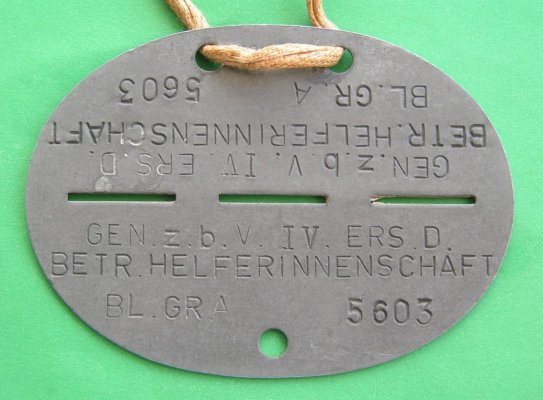 GEN.z.b.V. IV. ERS.D.
BETR.HELFERINNENSCHAFT
BL.GR.A 5603
GEN.z.b.V. IV. ERS.D.
BETR.HELFERINNENSCHAFT
BL.GR.A 5603